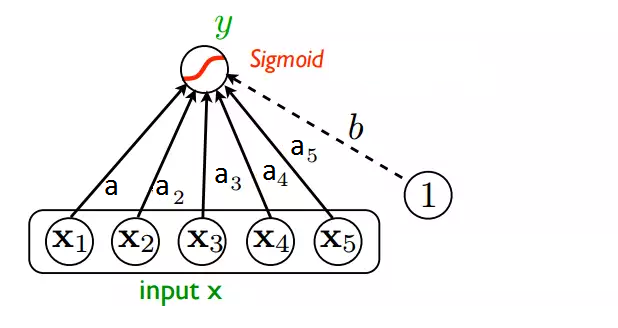 y
Sigmoid
b
a a₂ a₃ a₄ a₅
1
x₁ x₂ x₃ x₄ x₅
input x